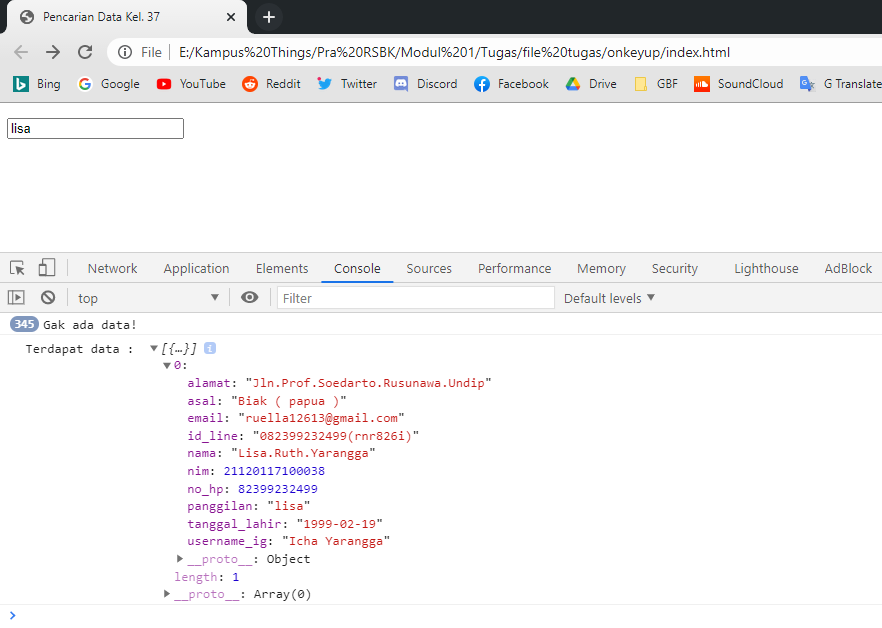 Pencarian Data Kel. 37
File E:/Kampus%20Things/Pra%20RSBK/Modul%201/Tugas/file%20tugas/onkeyup/index.html
Bing Google YouTube Reddit Twitter Discord Facebook Drive GBF SoundCloud G Translate
lisa
Network Application Elements Console Sources Performance Memory Security Lighthouse AdBlock
top Filter Default levels
345 Gak ada data!
Terdapat data : [{…}]
0:
alamat: "Jln.Prof.Soedarto.Rusunawa.Undip"
asal: "Biak ( papua )"
email: "ruella12613@gmail.com"
id_line: "082399232499(rnr826i)"
nama: "Lisa.Ruth.Yarangga"
nim: 21120117100038
no_hp: 82399232499
panggilan: "lisa"
tanggal_lahir: "1999-02-19"
username_ig: "Icha Yarangga"
__proto__: Object
length: 1
__proto__: Array(0)